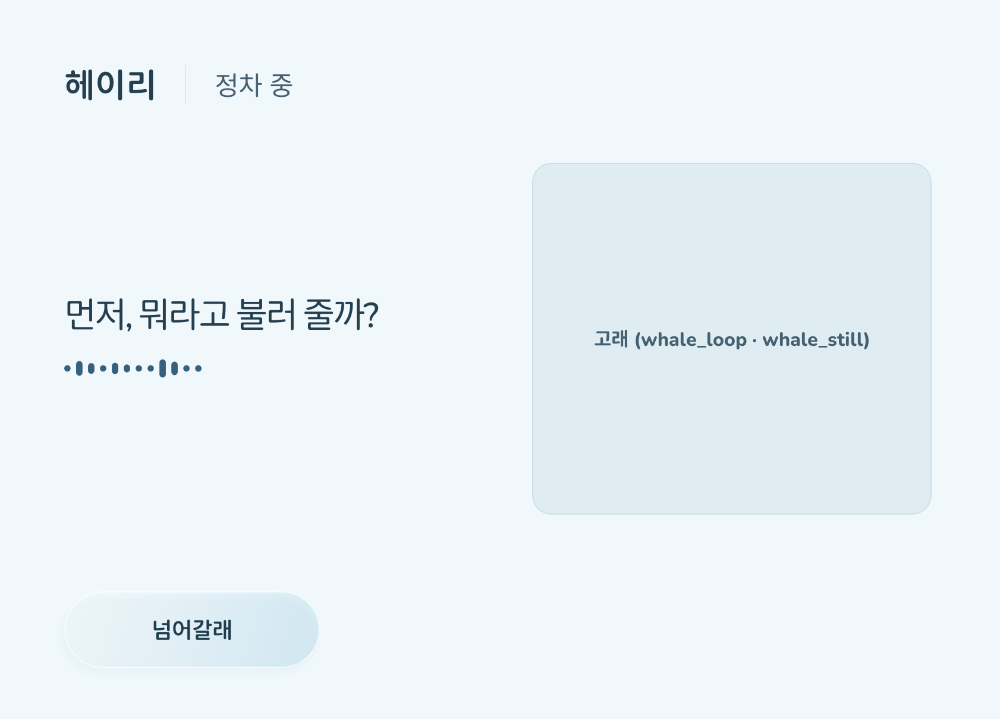 헤이리
정차 중
먼저, 뭐라고 불러 줄까?
고래 (whale_loop · whale_still)
넘어갈래